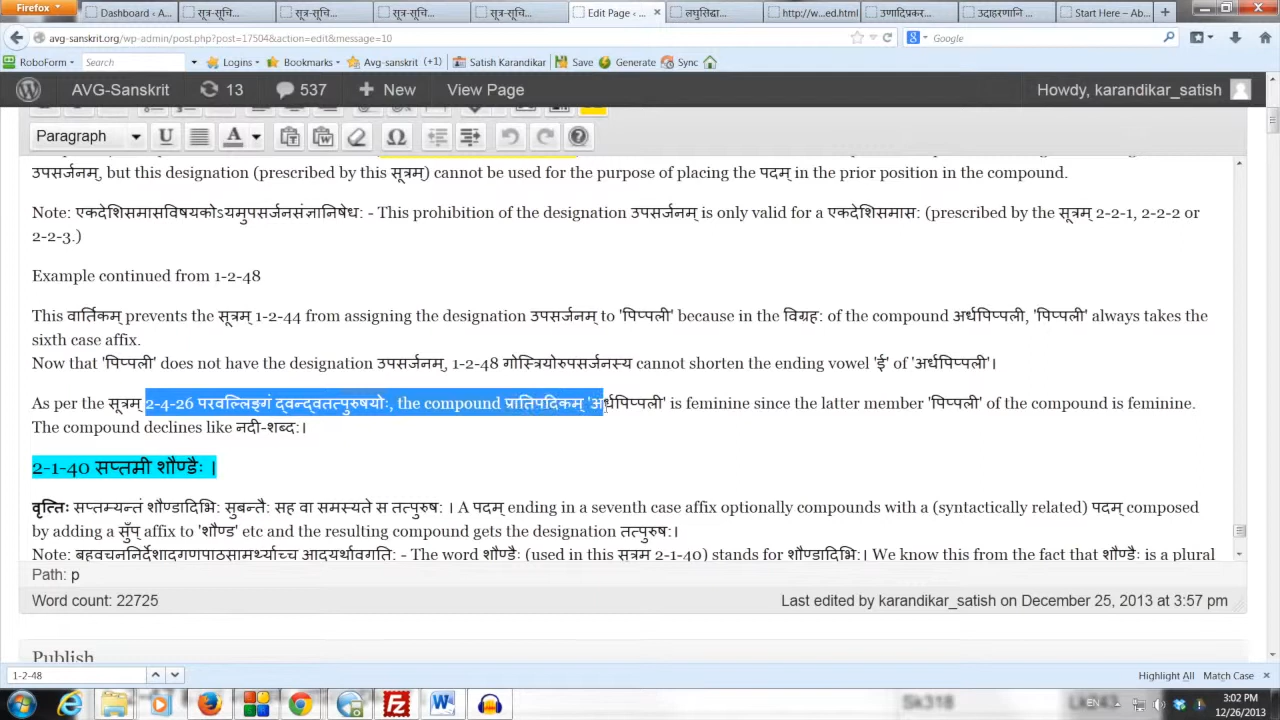 Firefox
Dashboard ‹ A...
सूत्र-सूचि...
सूत्र-सूचि...
सूत्र-सूचि...
सूत्र-सूचि...
Edit Page ‹ ...
लघुसिद्धा...
http://w...ed.html
उणादिप्रकर...
उदाहरणानि ...
Start Here – Ab...
avg-sanskrit.org/wp-admin/post.php?post=17504&action=edit&message=10
Google
RoboForm
Search
Logins
Bookmarks
Avg-sanskrit (+1)
Satish Karandikar
Save
Generate
Sync
AVG-Sanskrit
13
537
New
View Page
Howdy, karandikar_satish
Paragraph
उपसर्जनम्, but this designation (prescribed by this सूत्रम्) cannot be used for the purpose of placing the पदम् in the prior position in the compound.
Note: एकदेशिसमासविषयकोऽयमुपसर्जनसंज्ञानिषेध: - This prohibition of the designation उपसर्जनम् is only valid for a एकदेशिसमास: (prescribed by the सूत्रम् 2-2-1, 2-2-2 or
2-2-3.)
Example continued from 1-2-48
This वार्तिकम् prevents the सूत्रम् 1-2-44 from assigning the designation उपसर्जनम् to 'पिप्पली' because in the विग्रह: of the compound अर्धपिप्पली, 'पिप्पली' always takes the
sixth case affix.
Now that 'पिप्पली' does not have the designation उपसर्जनम्, 1-2-48 गोस्त्रियोरुपसर्जनस्य cannot shorten the ending vowel 'ई' of 'अर्धपिप्पली'।
As per the सूत्रम् 2-4-26 परवल्लिङ्गं द्वन्द्वतत्पुरुषयोः, the compound प्रातिपदिकम् 'अर्धपिप्पली' is feminine since the latter member 'पिप्पली' of the compound is feminine.
The compound declines like नदी-शब्द:।
2-1-40 सप्तमी शौण्डैः ।
वृत्तिः सप्तम्यन्तं शौण्डादिभि: सुबन्तै: सह वा समस्यते स तत्पुरुष: । A पदम् ending in a seventh case affix optionally compounds with a (syntactically related) पदम् composed
by adding a सुँप् affix to 'शौण्ड' etc and the resulting compound gets the designation तत्पुरुष:।
Note: बहुवचननिर्देशादगणपाठसामर्थ्याच्च आद्यर्थावगति: - The word शौण्डै: (used in this सूत्रम् 2-1-40) stands for शौण्डादिभि:। We know this from the fact that शौण्डै: is a plural
Path: p
Word count: 22725
Last edited by karandikar_satish on December 25, 2013 at 3:57 pm
Publish
1-2-48
Highlight All
Match Case
EN
3:02 PM
12/26/2013